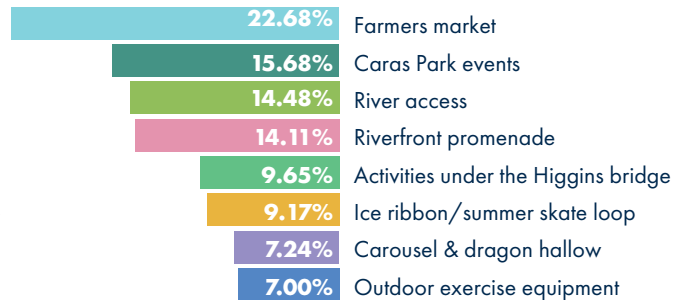 22.68% Farmers market
15.68% Caras Park events
14.48% River access
14.11% Riverfront promenade
9.65% Activities under the Higgins bridge
9.17% Ice ribbon/summer skate loop
7.24% Carousel & dragon hallow
7.00% Outdoor exercise equipment